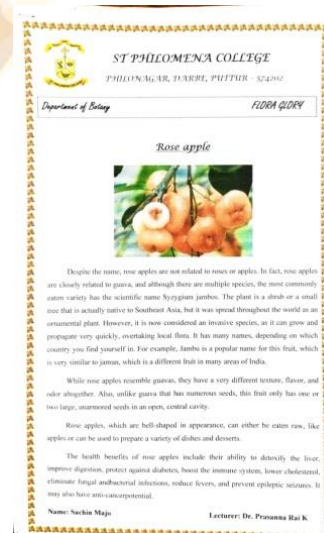 ST PHILOMENA COLLEGE
PHILONAGAR, DARBE, PUTTUR - 574202
Department of Botany
FLORA GLORY
Rose apple
Despite the name, rose apples are not related to roses or apples. In fact, rose apples
are closely related to guava, and although there are multiple species, the most commonly
eaten variety has the scientific name Syzygium jambos. The plant is a shrub or a small
tree that is actually native to Southeast Asia, but it was spread throughout the world as an
ornamental plant. However, it is now considered an invasive species, as it can grow and
propagate very quickly, overtaking local flora. It has many names, depending on which
country you find yourself in. For example, Jambu is a popular name for this fruit, which
is very similar to jaman, which is a different fruit in many areas of India.
While rose apples resemble guavas, they have a very different texture, flavor, and
odor altogether. Also, unlike guava that has numerous seeds, this fruit only has one or
two large, unarmored seeds in an open, central cavity.
Rose apples, which are bell-shaped in appearance, can either be eaten raw, like
apples or can be used to prepare a variety of dishes and desserts.
The health benefits of rose apples include their ability to detoxify the liver,
improve digestion, protect against diabetes, boost the immune system, lower cholesterol,
eliminate fungal andbacterial infections, reduce fevers, and prevent epileptic seizures. It
may also have anti-cancerpotential.
Name: Sachin Majo
Lecturer: Dr. Prasanna Rai K